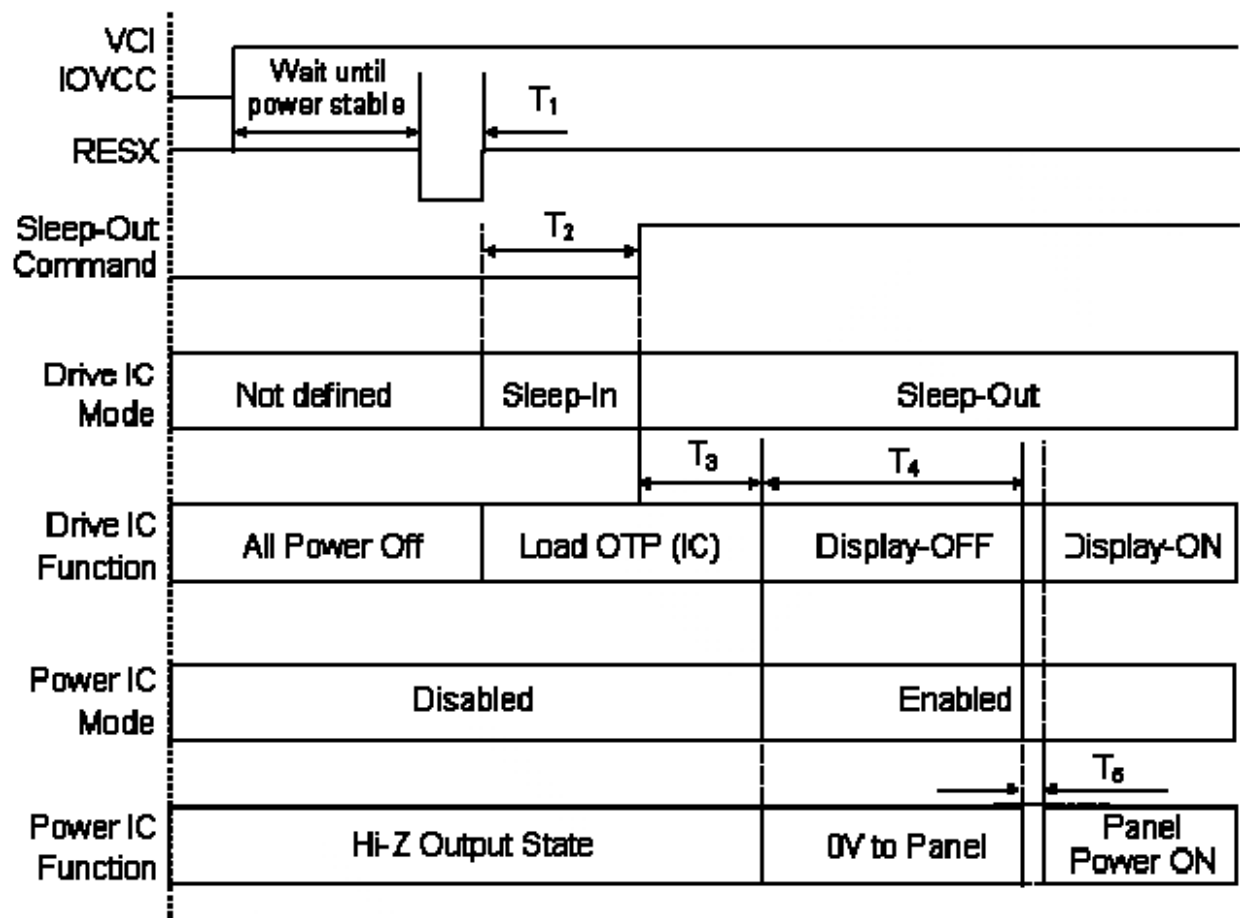 VCI
IOVCC
Wait until
power stable
T₁
RESX
Sleep-Out
Command
T₂
Drive IC
Mode
Not defined
Sleep-In
Sleep-Out
T₃
T₄
Drive IC
Function
All Power Off
Load OTP (IC)
Display-OFF
Display-ON
Power IC
Mode
Disabled
Enabled
T₅
Power IC
Function
Hi-Z Output State
0V to Panel
Panel
Power ON